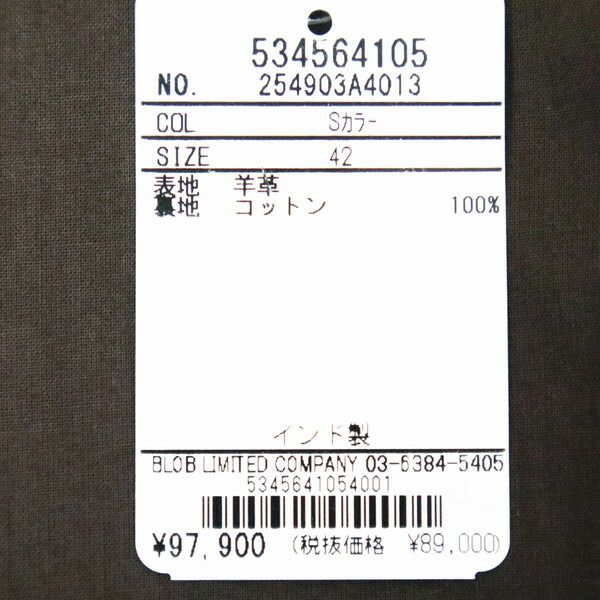 534564105
NO. 254903A4013
COL Sカラー
SIZE 42
表地 羊革
裏地 コットン 100%
インド製
BLOB LIMITED COMPANY 03-6384-5405
5345641054001
¥97,900 (税抜価格 ¥89,000)